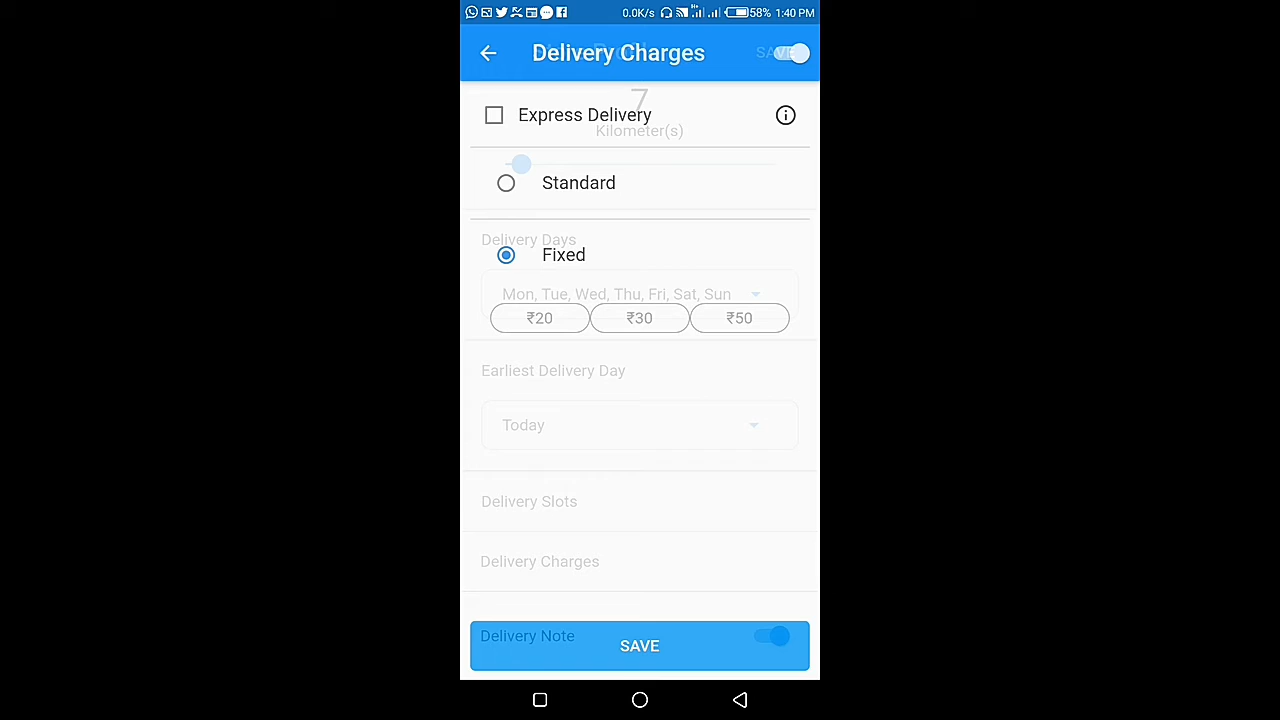 0.0K/s 58% 1:40 PM
Delivery Charges
SAVE
7
Express Delivery
Kilometer(s)
Standard
Delivery Days
Fixed
Mon, Tue, Wed, Thu, Fri, Sat, Sun
₹20 ₹30 ₹50
Earliest Delivery Day
Today
Delivery Slots
Delivery Charges
Delivery Note
SAVE